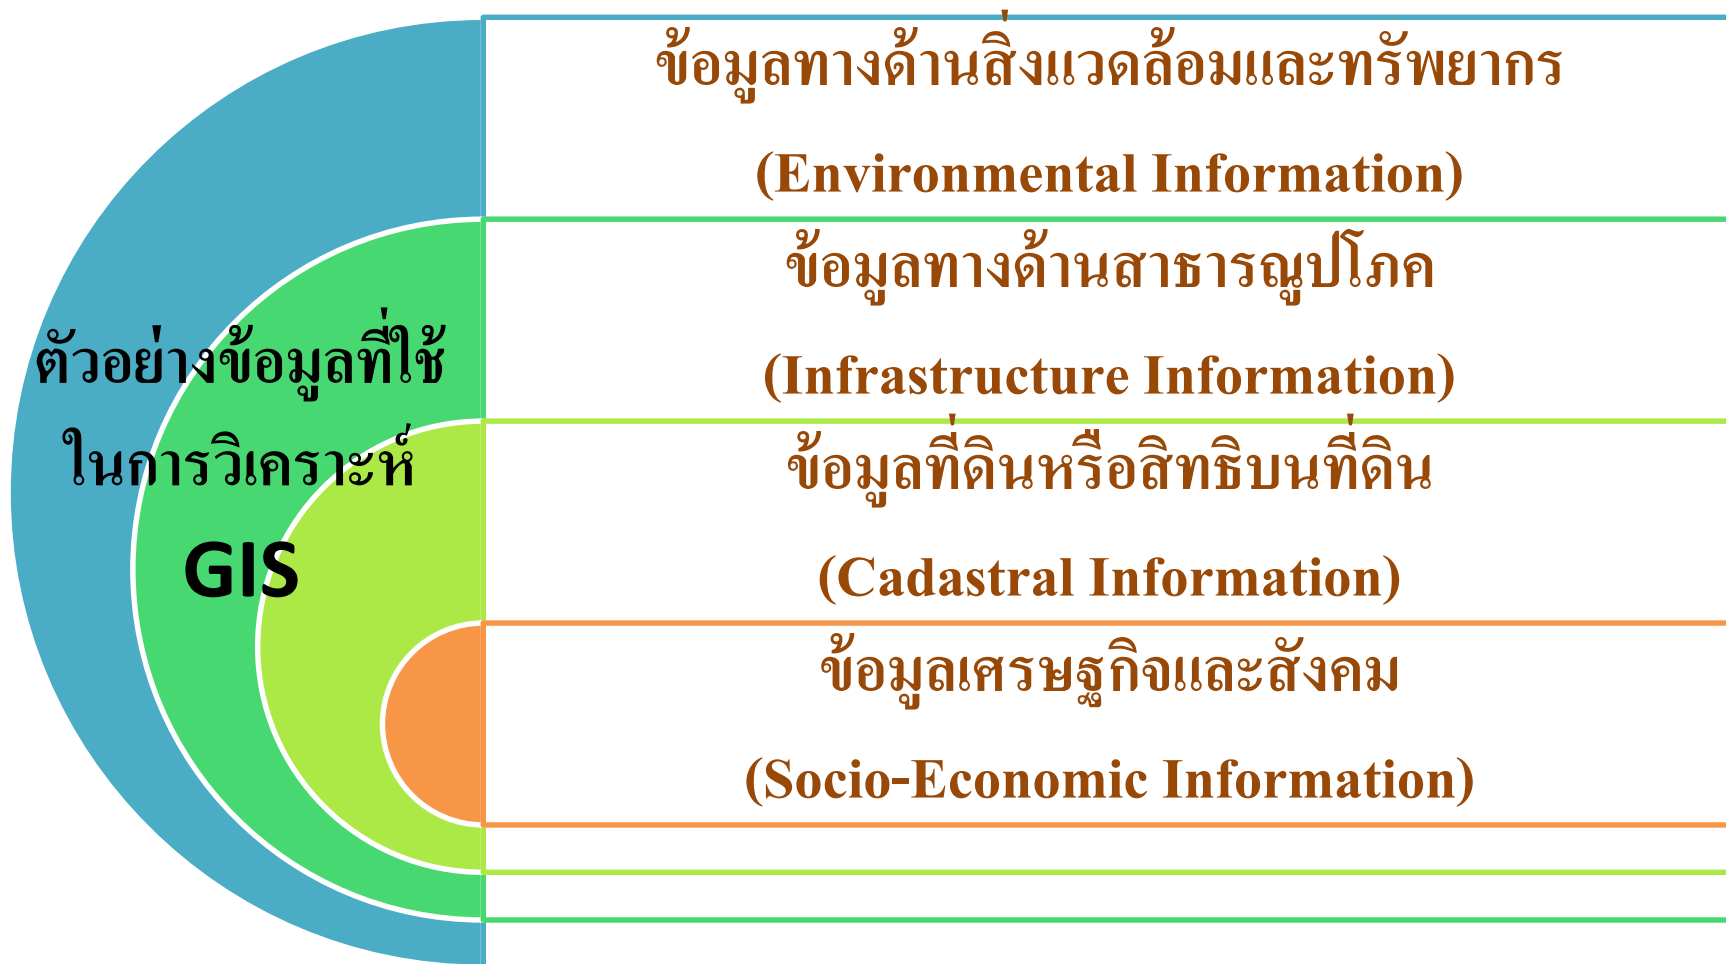 ตัวอย่างข้อมูลที่ใช้
ในการวิเคราะห์
GIS
ข้อมูลทางด้านสิ่งแวดล้อมและทรัพยากร
(Environmental Information)
ข้อมูลทางด้านสาธารณูปโภค
(Infrastructure Information)
ข้อมูลที่ดินหรือสิทธิบนที่ดิน
(Cadastral Information)
ข้อมูลเศรษฐกิจและสังคม
(Socio-Economic Information)